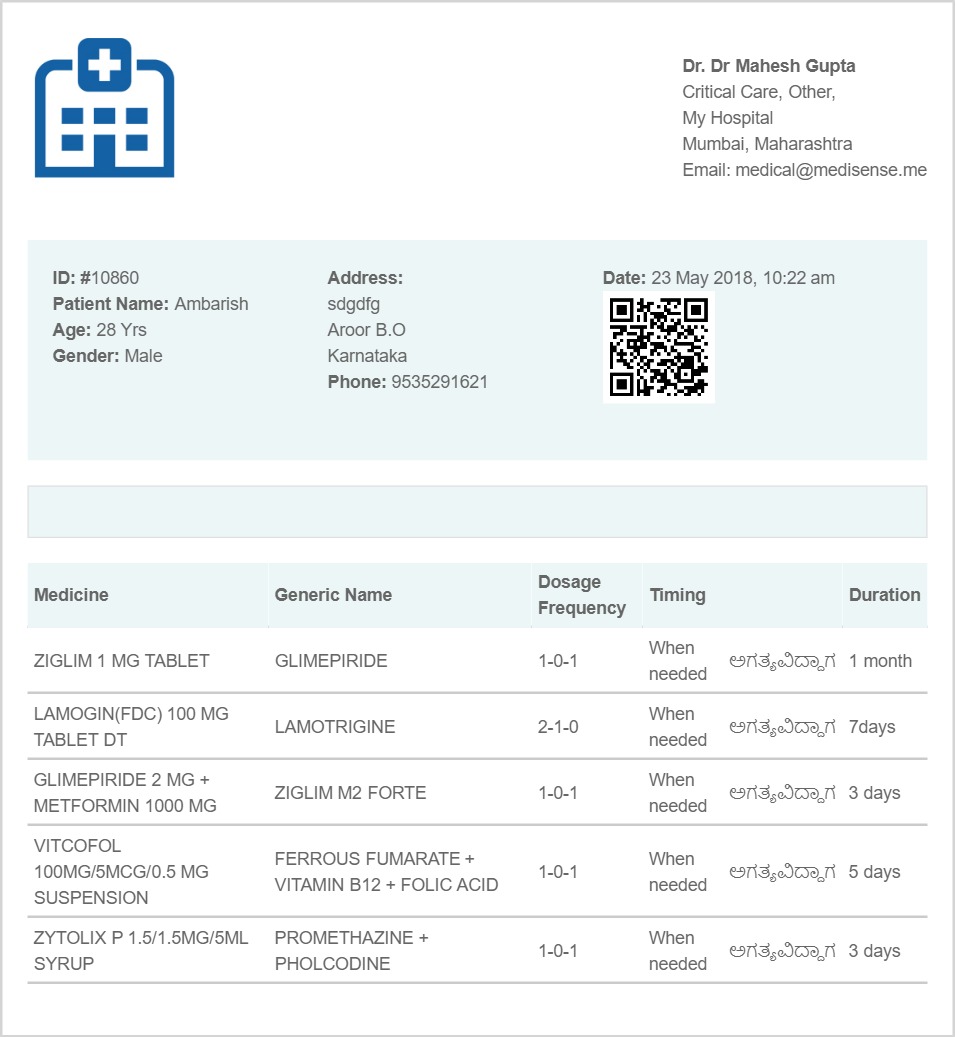 Dr. Dr Mahesh Gupta
Critical Care, Other,
My Hospital
Mumbai, Maharashtra
Email: medical@medisense.me
ID: #10860
Patient Name: Ambarish
Age: 28 Yrs
Gender: Male
Address:
sdgdfg
Aroor B.O
Karnataka
Phone: 9535291621
Date: 23 May 2018, 10:22 am
Medicine Generic Name Dosage Frequency Timing Duration
ZIGLIM 1 MG TABLET GLIMEPIRIDE 1-0-1 When needed ಅಗತ್ಯವಿದ್ದಾಗ 1 month
LAMOGIN(FDC) 100 MG TABLET DT LAMOTRIGINE 2-1-0 When needed ಅಗತ್ಯವಿದ್ದಾಗ 7days
GLIMEPIRIDE 2 MG + METFORMIN 1000 MG ZIGLIM M2 FORTE 1-0-1 When needed ಅಗತ್ಯವಿದ್ದಾಗ 3 days
VITCOFOL 100MG/5MCG/0.5 MG SUSPENSION FERROUS FUMARATE + VITAMIN B12 + FOLIC ACID 1-0-1 When needed ಅಗತ್ಯವಿದ್ದಾಗ 5 days
ZYTOLIX P 1.5/1.5MG/5ML SYRUP PROMETHAZINE + PHOLCODINE 1-0-1 When needed ಅಗತ್ಯವಿದ್ದಾಗ 3 days